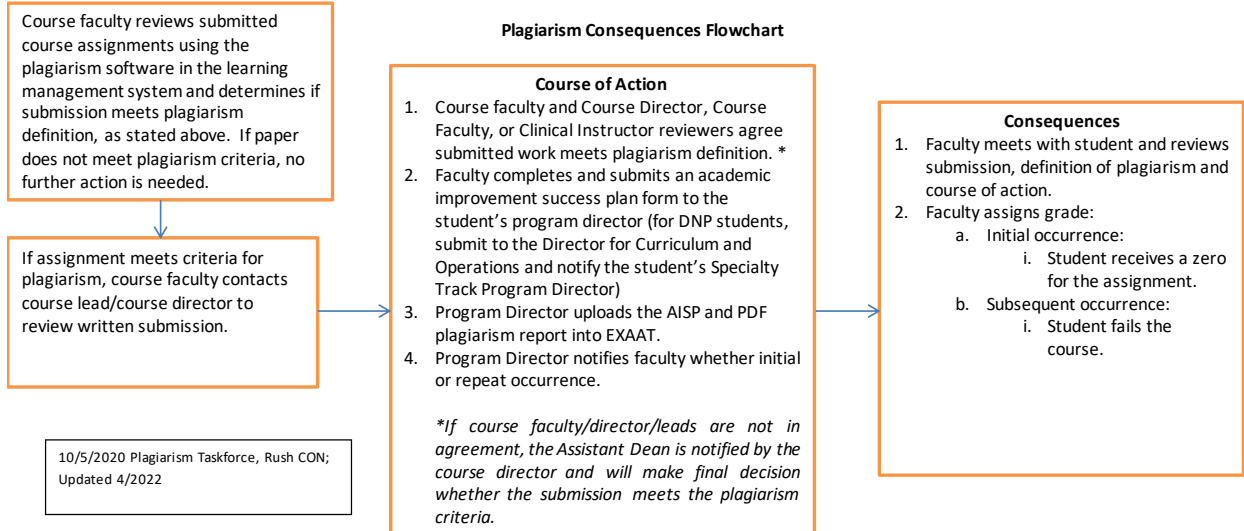 Plagiarism Consequences Flowchart
Course faculty reviews submitted
course assignments using the
plagiarism software in the learning
management system and determines if
submission meets plagiarism
definition, as stated above.  If paper
does not meet plagiarism criteria, no
further action is needed.
If assignment meets criteria for
plagiarism, course faculty contacts
course lead/course director to
review written submission.
Course of Action
1. Course faculty and Course Director, Course
Faculty, or Clinical Instructor reviewers agree
submitted work meets plagiarism definition. *
2. Faculty completes and submits an academic
improvement success plan form to the
student's program director (for DNP students,
submit to the Director for Curriculum and
Operations and notify the student's Specialty
Track Program Director)
3. Program Director uploads the AISP and PDF
plagiarism report into EXAAT.
4. Program Director notifies faculty whether initial
or repeat occurrence.
*If course faculty/director/leads are not in
agreement, the Assistant Dean is notified by the
course director and will make final decision
whether the submission meets the plagiarism
criteria.
Consequences
1. Faculty meets with student and reviews
submission, definition of plagiarism and
course of action.
2. Faculty assigns grade:
a. Initial occurrence:
i. Student receives a zero
for the assignment.
b. Subsequent occurrence:
i. Student fails the
course.
10/5/2020 Plagiarism Taskforce, Rush CON;
Updated 4/2022